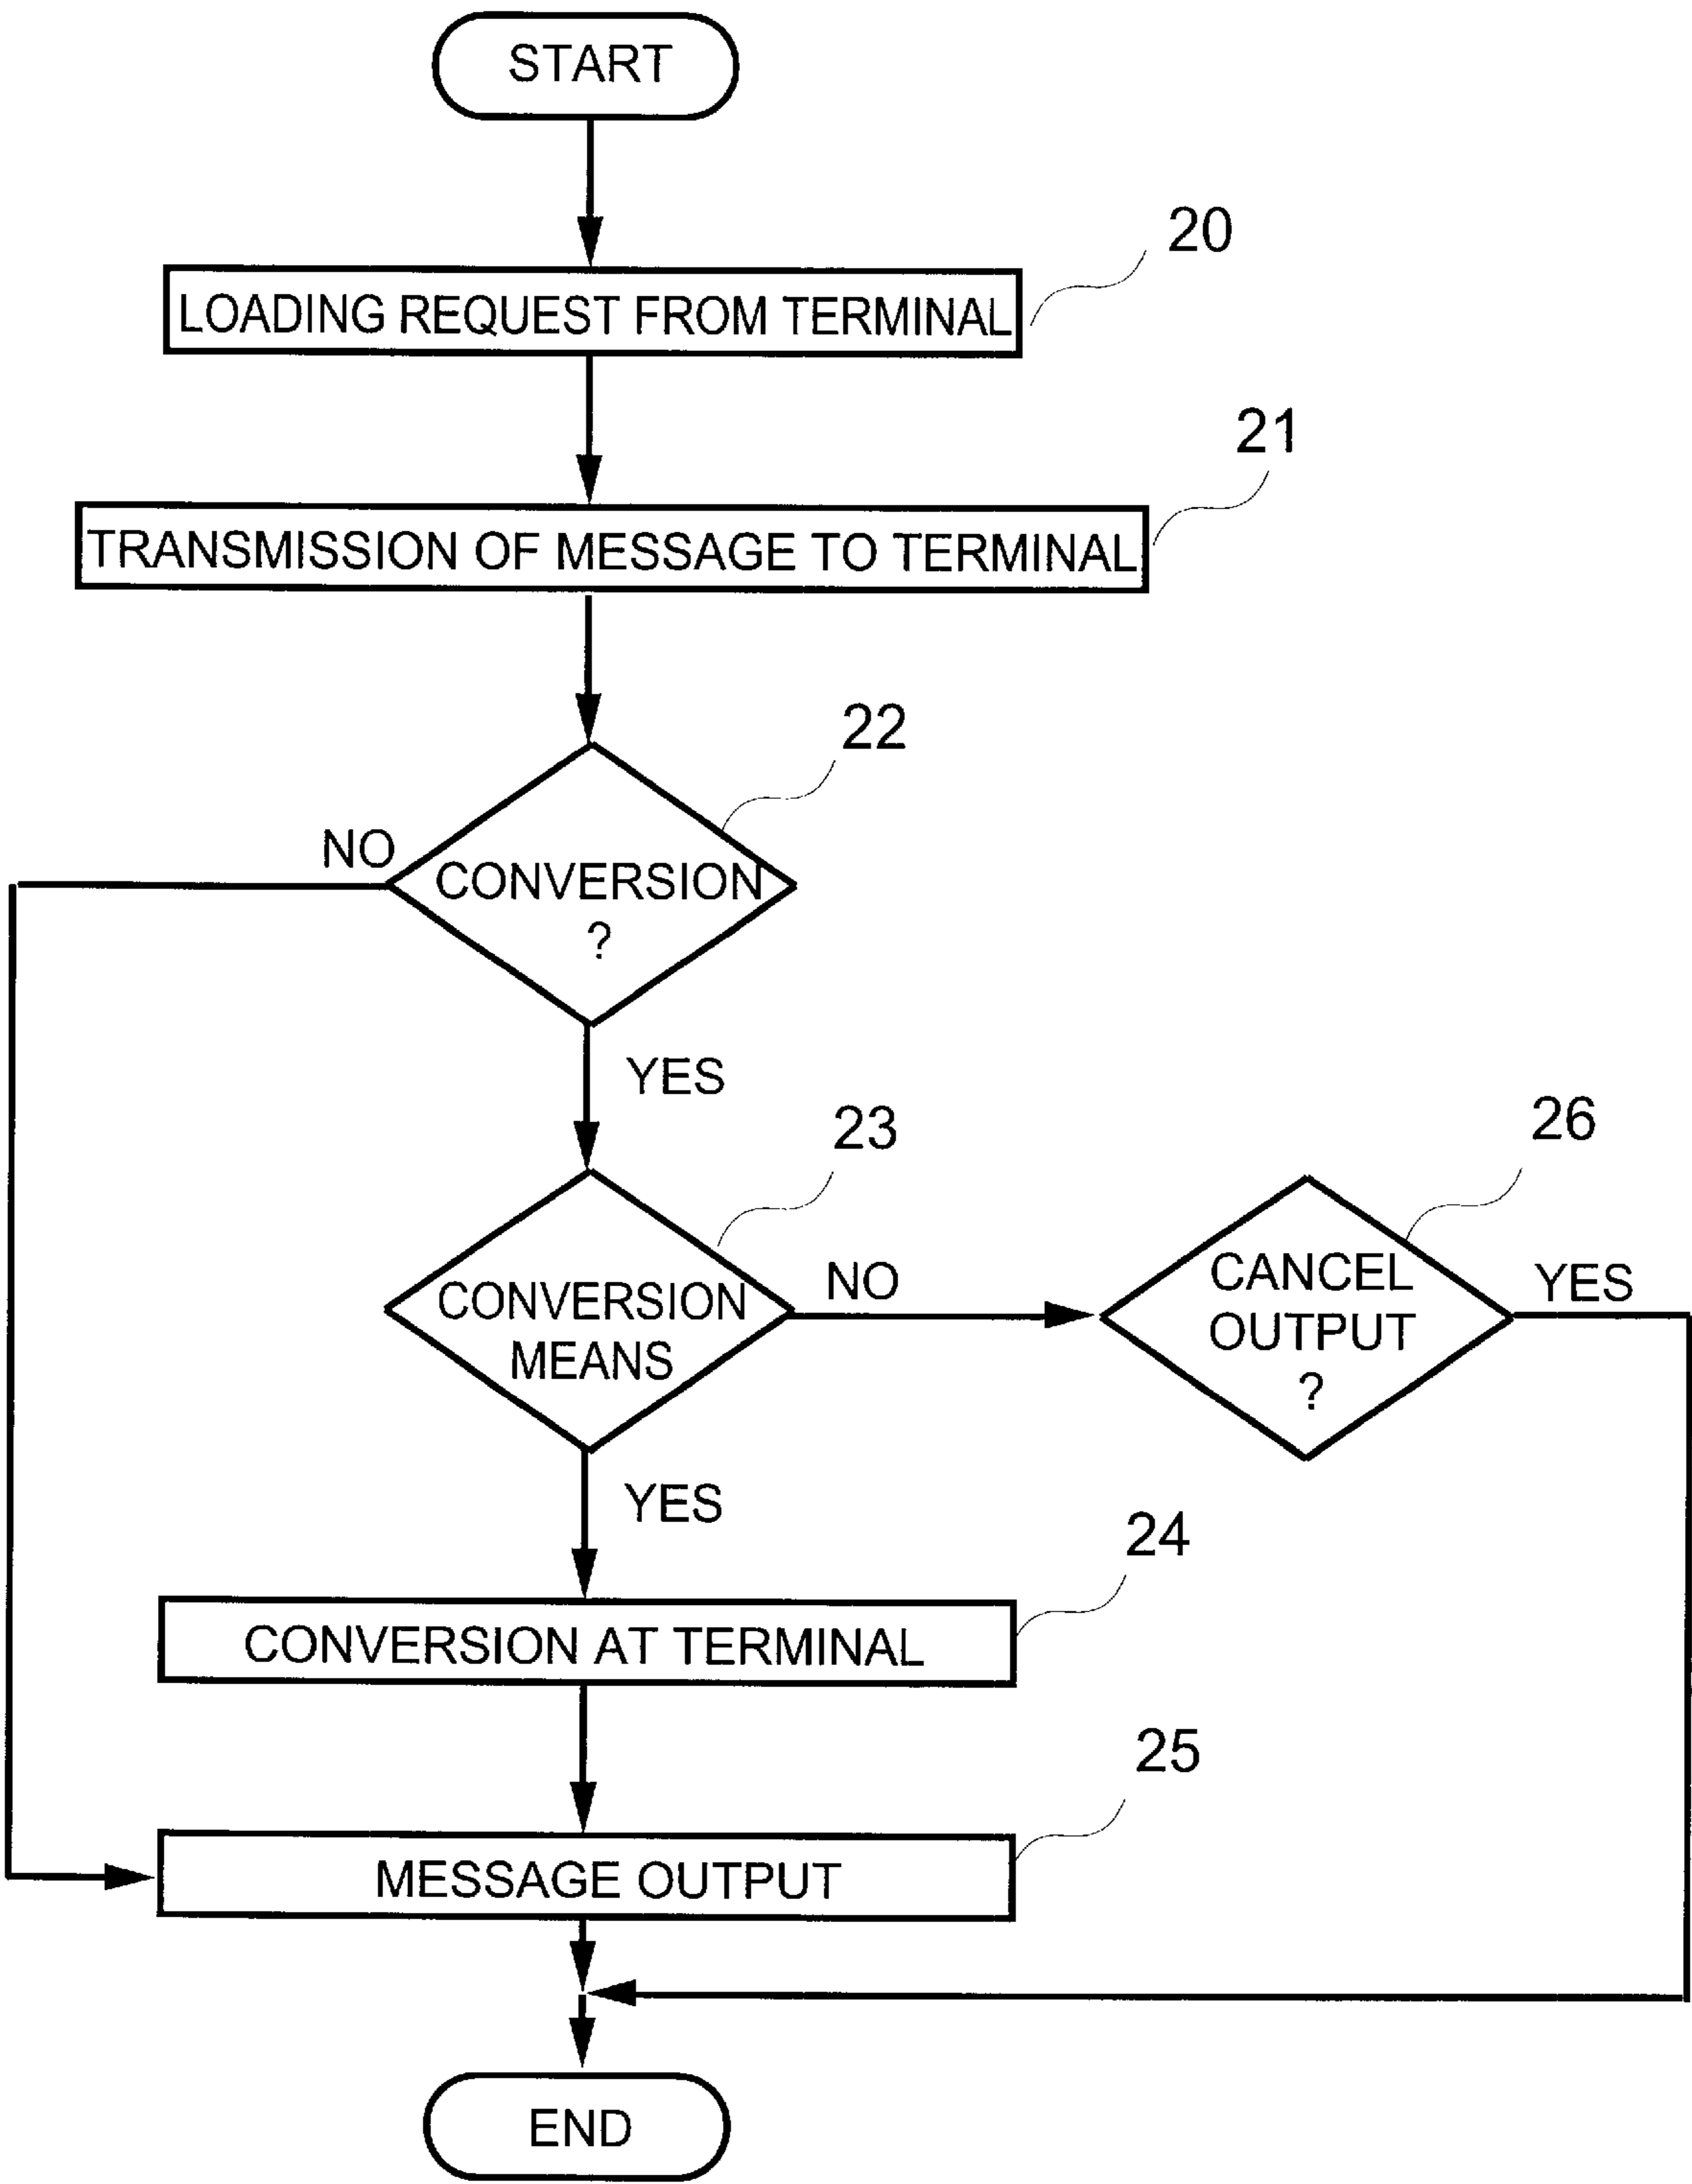 START
20
LOADING REQUEST FROM TERMINAL
21
TRANSMISSION OF MESSAGE TO TERMINAL
22
NO
CONVERSION
?
YES
23
26
CONVERSION
MEANS
NO
CANCEL
OUTPUT
?
YES
YES
24
CONVERSION AT TERMINAL
25
MESSAGE OUTPUT
END